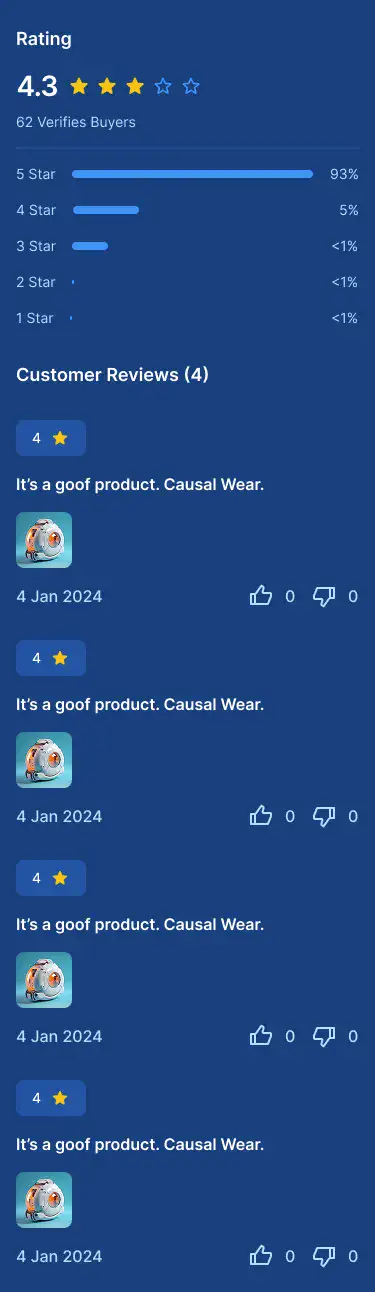 Rating
4.3
62 Verifies Buyers
5 Star 93%
4 Star 5%
3 Star <1%
2 Star <1%
1 Star <1%
Customer Reviews (4)
4
It's a goof product. Causal Wear.
4 Jan 2024 0 0
4
It's a goof product. Causal Wear.
4 Jan 2024 0 0
4
It's a goof product. Causal Wear.
4 Jan 2024 0 0
4
It's a goof product. Causal Wear.
4 Jan 2024 0 0